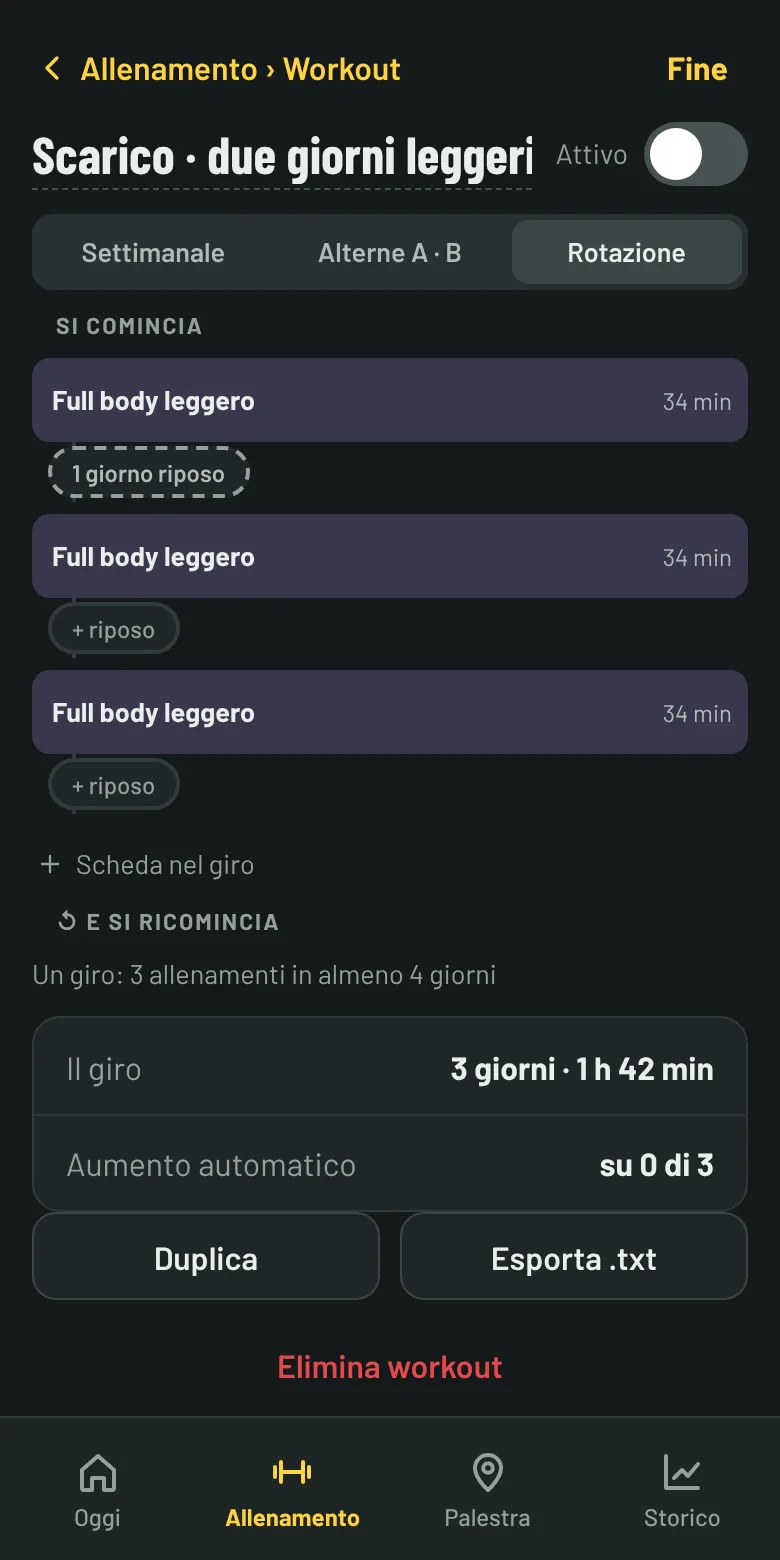 Allenamento › Workout
Fine
Scarico · due giorni leggeri
Attivo
Settimanale
Alterne A · B
Rotazione
SI COMINCIA
Full body leggero
34 min
1 giorno riposo
Full body leggero
34 min
+ riposo
Full body leggero
34 min
+ riposo
+ Scheda nel giro
E SI RICOMINCIA
Un giro: 3 allenamenti in almeno 4 giorni
Il giro
3 giorni · 1 h 42 min
Aumento automatico
su 0 di 3
Duplica
Esporta .txt
Elimina workout
Oggi
Allenamento
Palestra
Storico